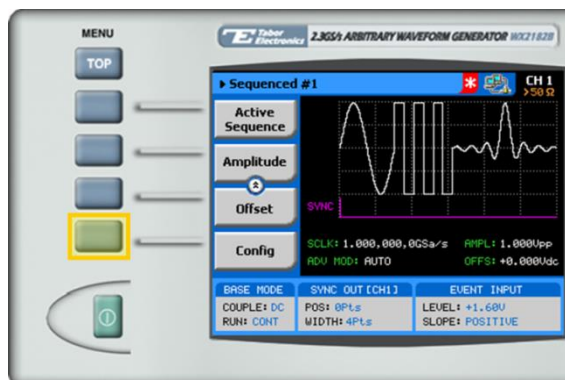 MENU
Tabor Electronics 2.3GS/s ARBITRARY WAVEFORM GENERATOR WX2182B
TOP
▸ Sequenced #1 * CH 1
>50 Ω
Active Sequence
Amplitude
Offset
Config
SYNC
SCLK: 1.000,000,0GSa/s AMPL: 1.000Vpp
ADV MOD: AUTO OFFS: +0.000Vdc
BASE MODE SYNC OUT [CH1] EVENT INPUT
COUPLE: DC POS: 0Pts LEVEL: +1.60V
RUN: CONT WIDTH: 4Pts SLOPE: POSITIVE